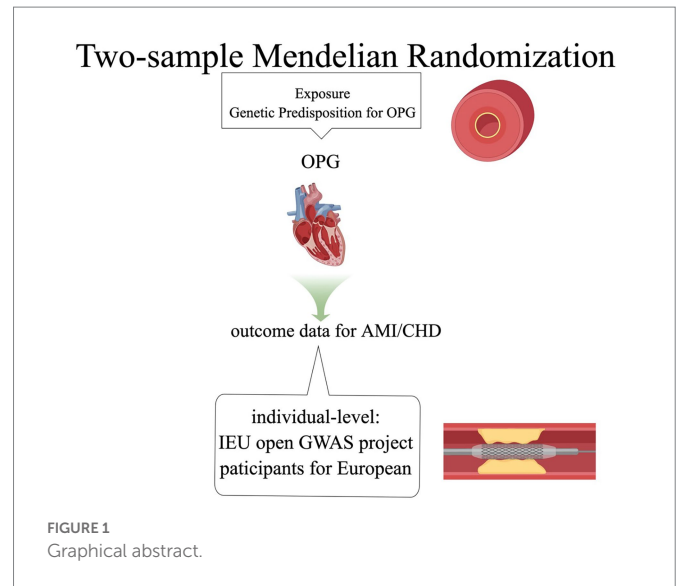 Two-sample Mendelian Randomization
Exposure
Genetic Predisposition for OPG
OPG
outcome data for AMI/CHD
individual-level:
IEU open GWAS project
paticipants for European
FIGURE 1
Graphical abstract.